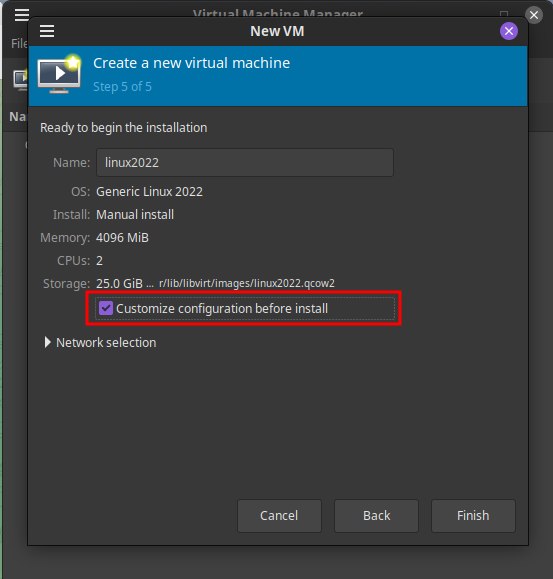 Virtual Machine Manager
New VM
File
Create a new virtual machine
Step 5 of 5
Ready to begin the installation
Name: linux2022
OS: Generic Linux 2022
Install: Manual install
Memory: 4096 MiB
CPUs: 2
Storage: 25.0 GiB ... r/lib/libvirt/images/linux2022.qcow2
Customize configuration before install
Network selection
Cancel Back Finish